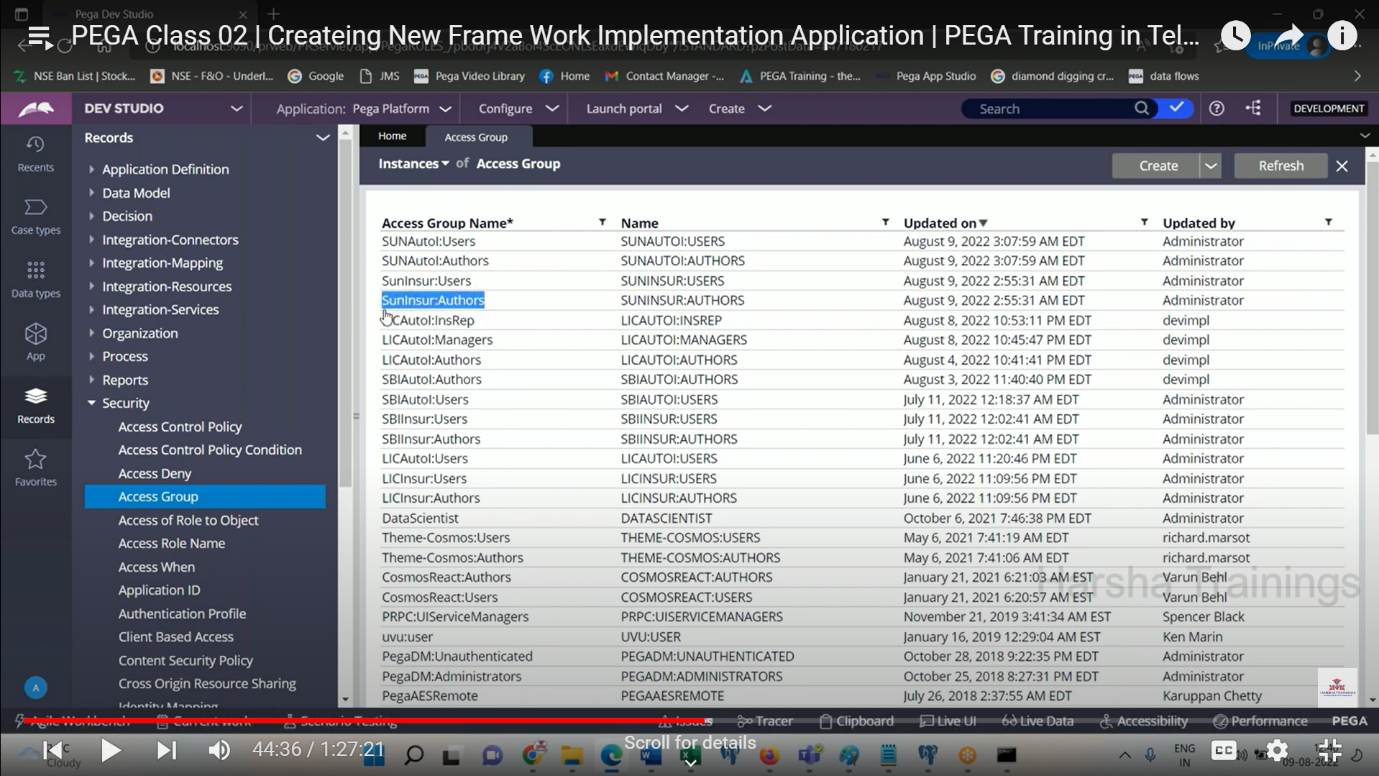 Pega Dev Studio
PEGA Class 02 | Createing New Frame Work Implementation Application | PEGA Training in Tel...
InPrivate
NSE Ban List | Stock...
NSE - F&O - Underl...
Google
JMS
Pega Video Library
Home
Contact Manager -...
PEGA Training - the...
Pega App Studio
diamond digging cr...
data flows
DEV STUDIO
Application: Pega Platform
Configure
Launch portal
Create
Search
DEVELOPMENT
Recents
Case types
Data types
App
Records
Favorites
A
Records
Application Definition
Data Model
Decision
Integration-Connectors
Integration-Mapping
Integration-Resources
Integration-Services
Organization
Process
Reports
Security
Access Control Policy
Access Control Policy Condition
Access Deny
Access Group
Access of Role to Object
Access Role Name
Access When
Application ID
Authentication Profile
Client Based Access
Content Security Policy
Cross Origin Resource Sharing
Identity Mapping
Home
Access Group
Instances of Access Group
Create
Refresh
Access Group Name* Name Updated on Updated by
SUNAutoI:Users SUNAUTOI:USERS August 9, 2022 3:07:59 AM EDT Administrator
SUNAutoI:Authors SUNAUTOI:AUTHORS August 9, 2022 3:07:59 AM EDT Administrator
SunInsur:Users SUNINSUR:USERS August 9, 2022 2:55:31 AM EDT Administrator
SunInsur:Authors SUNINSUR:AUTHORS August 9, 2022 2:55:31 AM EDT Administrator
LICAutoI:InsRep LICAUTOI:INSREP August 8, 2022 10:53:11 PM EDT devimpl
LICAutoI:Managers LICAUTOI:MANAGERS August 8, 2022 10:45:47 PM EDT devimpl
LICAutoI:Authors LICAUTOI:AUTHORS August 4, 2022 10:41:41 PM EDT devimpl
SBIAutoI:Authors SBIAUTOI:AUTHORS August 3, 2022 11:40:40 PM EDT devimpl
SBIAutoI:Users SBIAUTOI:USERS July 11, 2022 12:18:37 AM EDT Administrator
SBIInsur:Users SBIINSUR:USERS July 11, 2022 12:02:41 AM EDT Administrator
SBIInsur:Authors SBIINSUR:AUTHORS July 11, 2022 12:02:41 AM EDT Administrator
LICAutoI:Users LICAUTOI:USERS June 6, 2022 11:20:46 PM EDT Administrator
LICInsur:Users LICINSUR:USERS June 6, 2022 11:09:56 PM EDT Administrator
LICInsur:Authors LICINSUR:AUTHORS June 6, 2022 11:09:56 PM EDT Administrator
DataScientist DATASCIENTIST October 6, 2021 7:46:38 PM EDT Administrator
Theme-Cosmos:Users THEME-COSMOS:USERS May 6, 2021 7:41:19 AM EDT richard.marsot
Theme-Cosmos:Authors THEME-COSMOS:AUTHORS May 6, 2021 7:41:06 AM EDT richard.marsot
CosmosReact:Authors COSMOSREACT:AUTHORS January 21, 2021 6:21:03 AM EST Varun Behl
CosmosReact:Users COSMOSREACT:USERS January 21, 2021 6:20:57 AM EST Varun Behl
PRPC:UIServiceManagers PRPC:UISERVICEMANAGERS November 21, 2019 3:41:34 AM EST Spencer Black
uvu:user UVU:USER January 16, 2019 12:29:04 AM EST Ken Marin
PegaDM:Unauthenticated PEGADM:UNAUTHENTICATED October 28, 2018 9:22:35 PM EDT Administrator
PegaDM:Administrators PEGADM:ADMINISTRATORS October 25, 2018 8:27:31 PM EDT Administrator
PegaAESRemote PEGAAESREMOTE July 26, 2018 2:37:55 AM EDT Karuppan Chetty
Harsha Trainings
Agile Workbench
Current work
Scenario Testing
Issues
Tracer
Clipboard
Live UI
Live Data
Accessibility
Performance
PEGA
44:36 / 1:27:21
Scroll for details
Cloudy
CC
ENG
IN
09-08-2022